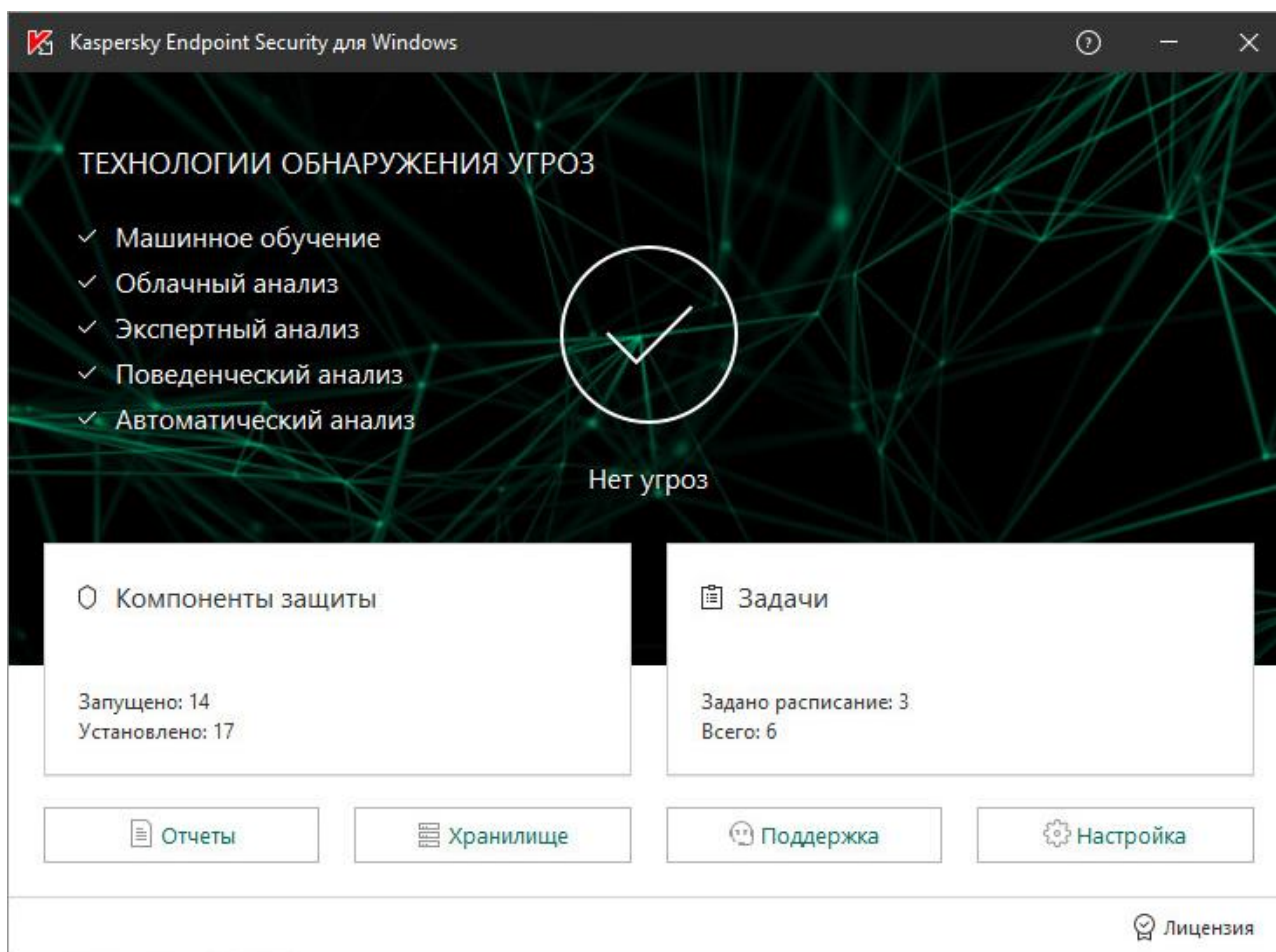 Kaspersky Endpoint Security для Windows
ТЕХНОЛОГИИ ОБНАРУЖЕНИЯ УГРОЗ
Машинное обучение
Облачный анализ
Экспертный анализ
Поведенческий анализ
Автоматический анализ
Нет угроз
Компоненты защиты
Запущено: 14
Установлено: 17
Задачи
Задано расписание: 3
Всего: 6
Отчеты
Хранилище
Поддержка
Настройка
Лицензия